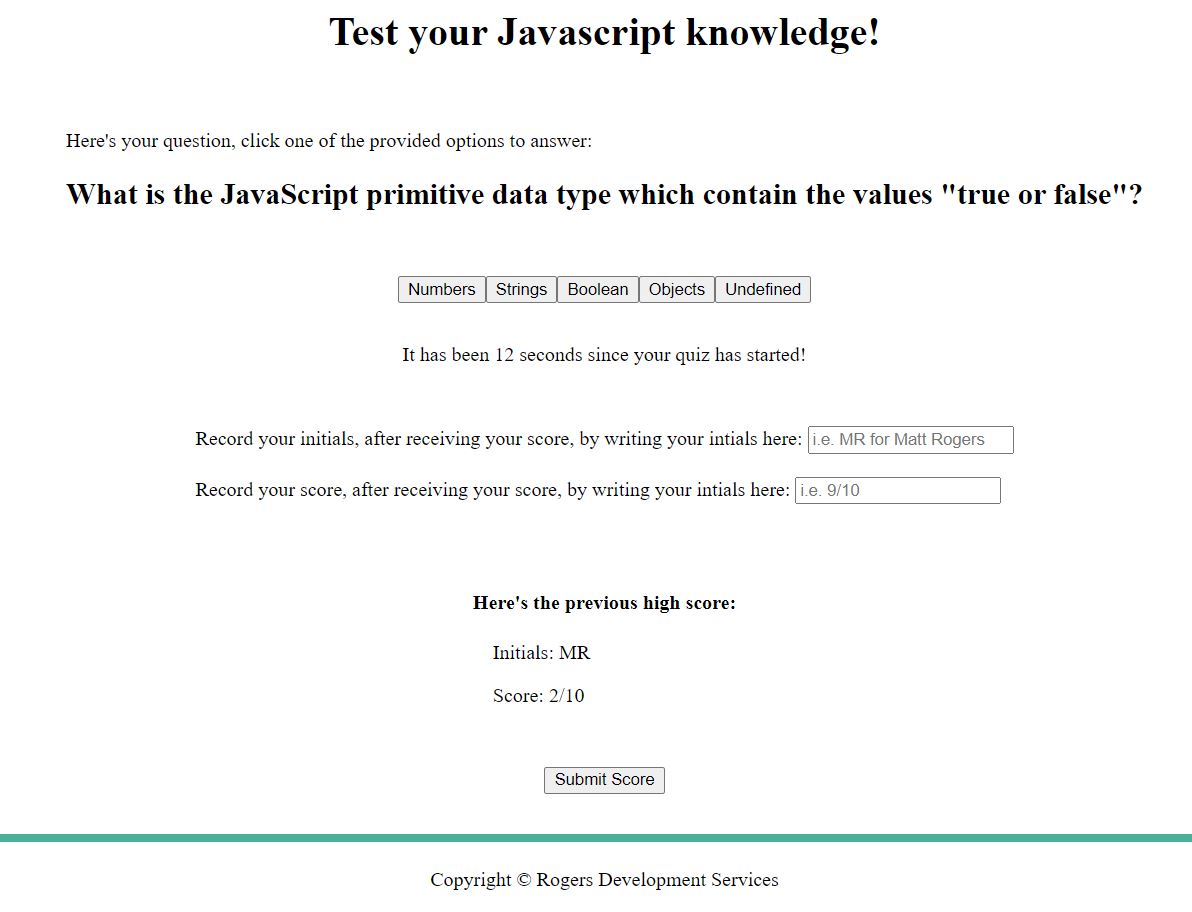 Test your Javascript knowledge!
Here's your question, click one of the provided options to answer:
What is the JavaScript primitive data type which contain the values "true or false"?
Numbers Strings Boolean Objects Undefined
It has been 12 seconds since your quiz has started!
Record your initials, after receiving your score, by writing your intials here: i.e. MR for Matt Rogers
Record your score, after receiving your score, by writing your intials here: i.e. 9/10
Here's the previous high score:
Initials: MR
Score: 2/10
Submit Score
Copyright © Rogers Development Services